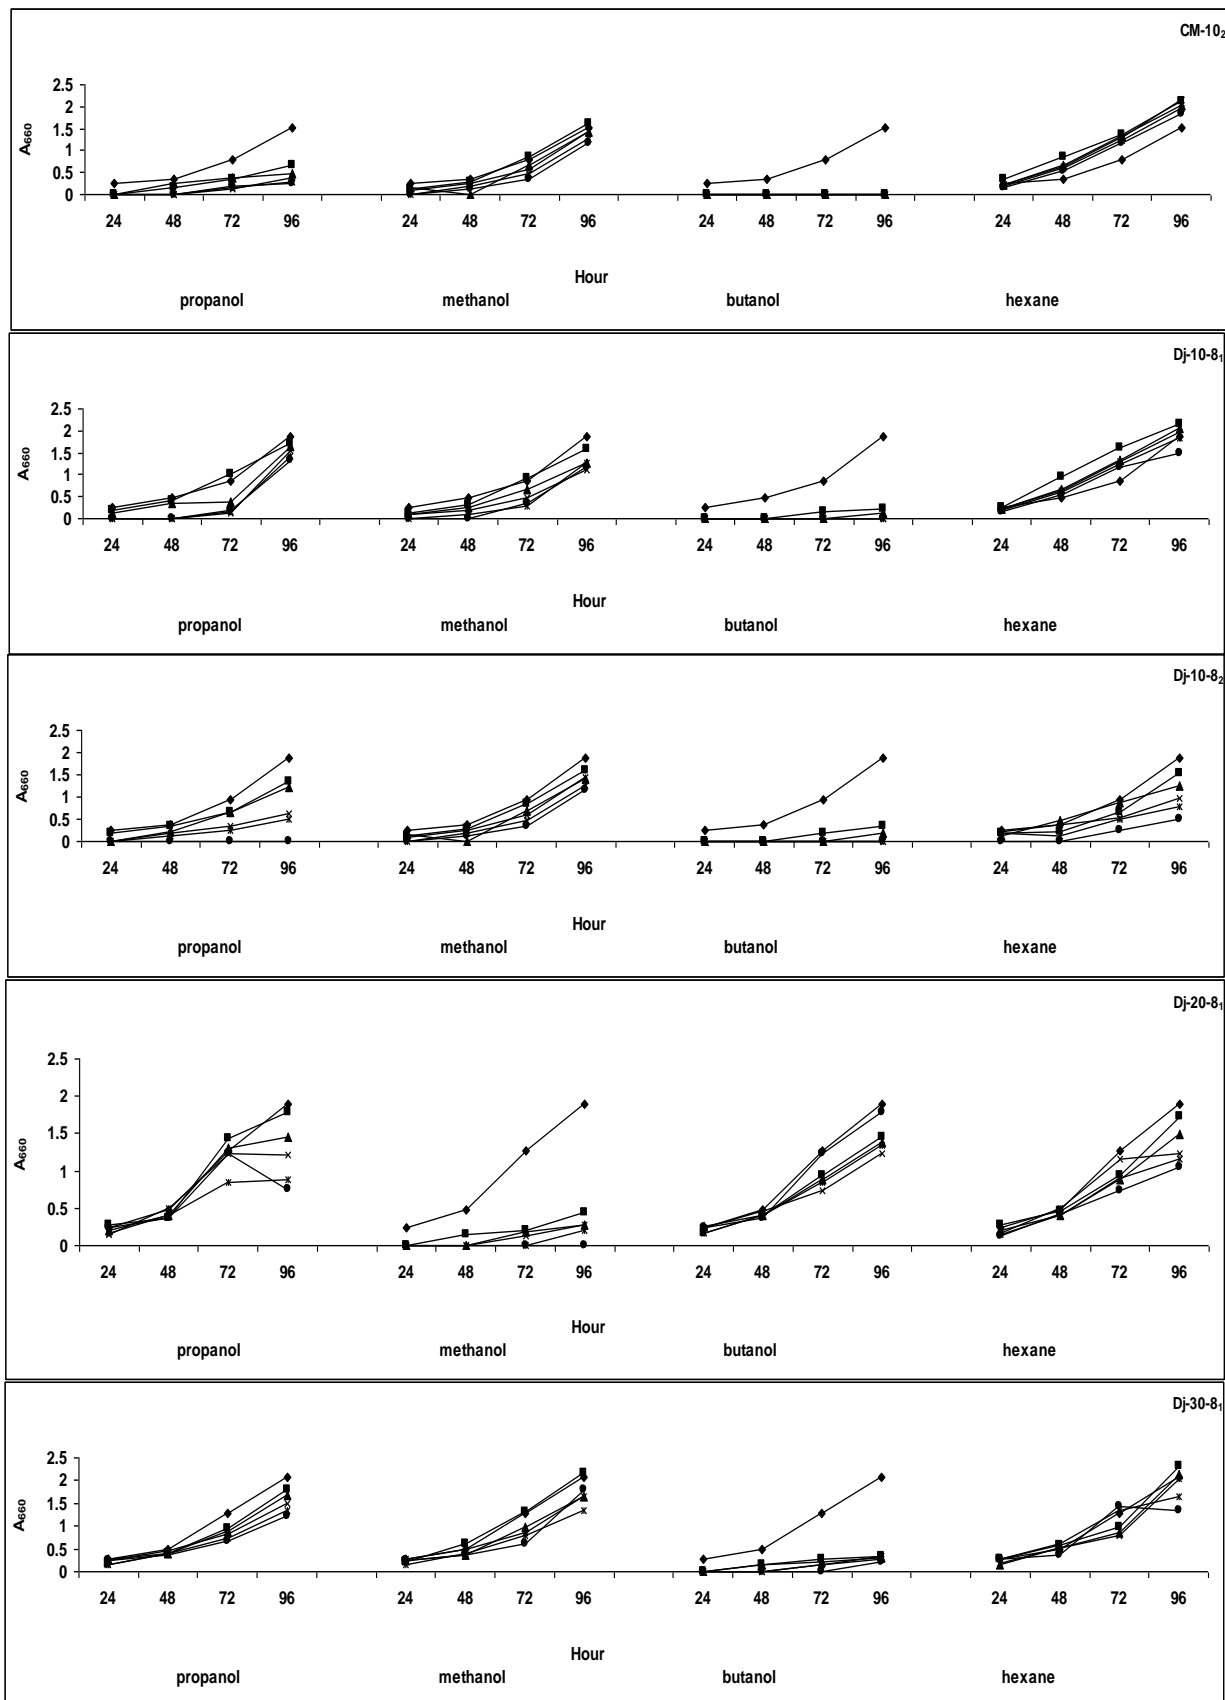 CM-10₂
2.5
2
1.5
1
0.5
0
A₆₆₀
24 48 72 96 24 48 72 96 24 48 72 96 24 48 72 96
Hour
propanol methanol butanol hexane
Dj-10-8₁
2.5
2
1.5
1
0.5
0
A₆₆₀
24 48 72 96 24 48 72 96 24 48 72 96 24 48 72 96
Hour
propanol methanol butanol hexane
Dj-10-8₂
2.5
2
1.5
1
0.5
0
A₆₆₀
24 48 72 96 24 48 72 96 24 48 72 96 24 48 72 96
Hour
propanol methanol butanol hexane
Dj-20-8₁
2.5
2
1.5
1
0.5
0
A₆₆₀
24 48 72 96 24 48 72 96 24 48 72 96 24 48 72 96
Hour
propanol methanol butanol hexane
Dj-30-8₁
2.5
2
1.5
1
0.5
0
A₆₆₀
24 48 72 96 24 48 72 96 24 48 72 96 24 48 72 96
Hour
propanol methanol butanol hexane